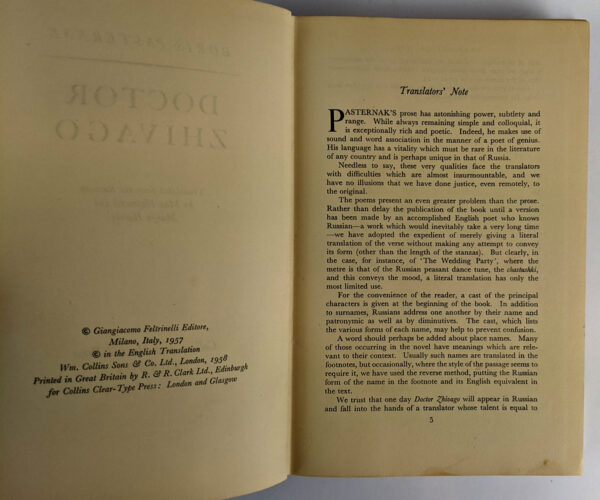 © Giangiacomo Feltrinelli Editore,
Milano, Italy, 1957
© in the English Translation
Wm. Collins Sons & Co. Ltd., London, 1958
Printed in Great Britain by R. & R. Clark Ltd., Edinburgh
for Collins Clear-Type Press: London and Glasgow
Translators' Note
PASTERNAK'S prose has astonishing power, subtlety and
range. While always remaining simple and colloquial, it
is exceptionally rich and poetic. Indeed, he makes use of
sound and word association in the manner of a poet of genius.
His language has a vitality which must be rare in the literature
of any country and is perhaps unique in that of Russia.
Needless to say, these very qualities face the translators
with difficulties which are almost insurmountable, and we
have no illusions that we have done justice, even remotely, to
the original.
The poems present an even greater problem than the prose.
Rather than delay the publication of the book until a version
has been made by an accomplished English poet who knows
Russian—a work which would inevitably take a very long time
—we have adopted the expedient of merely giving a literal
translation of the verse without making any attempt to convey
its form (other than the length of the stanzas). But clearly, in
the case, for instance, of 'The Wedding Party', where the
metre is that of the Russian peasant dance tune, the chastushki,
and this conveys the mood, a literal translation has only the
most limited use.
For the convenience of the reader, a cast of the principal
characters is given at the beginning of the book. In addition
to surnames, Russians address one another by their name and
patronymic as well as by diminutives. The cast, which lists
the various forms of each name, may help to prevent confusion.
A word should perhaps be added about place names. Many
of those occurring in the novel have meanings which are rele-
vant to their context. Usually such names are translated in the
footnotes, but occasionally, where the style of the passage seems to
require it, we have used the reverse method, putting the Russian
form of the name in the footnote and its English equivalent in
the text.
We trust that one day Doctor Zhivago will appear in Russian
and fall into the hands of a translator whose talent is equal to
5